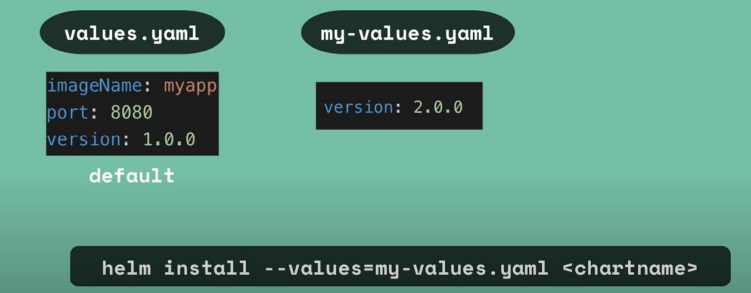 values.yaml
my-values.yaml
imageName: myapp
port: 8080
version: 1.0.0
version: 2.0.0
default
helm install --values=my-values.yaml <chartname>